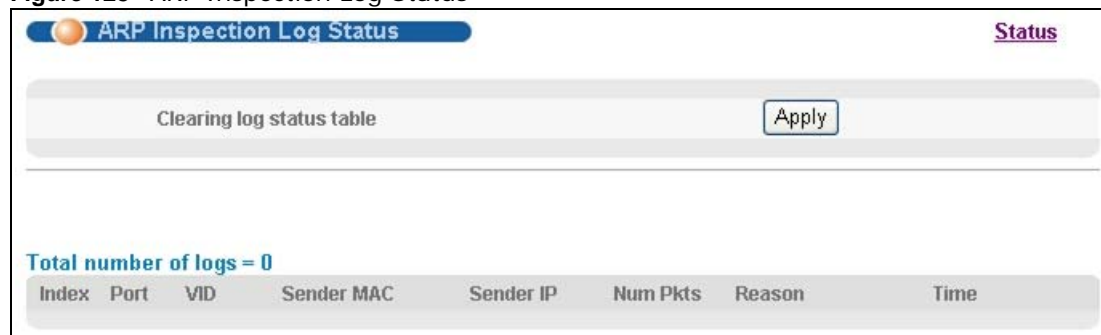 ARP Inspection Log Status
Status
Clearing log status table
Apply
Total number of logs = 0
Index Port VID Sender MAC Sender IP Num Pkts Reason Time